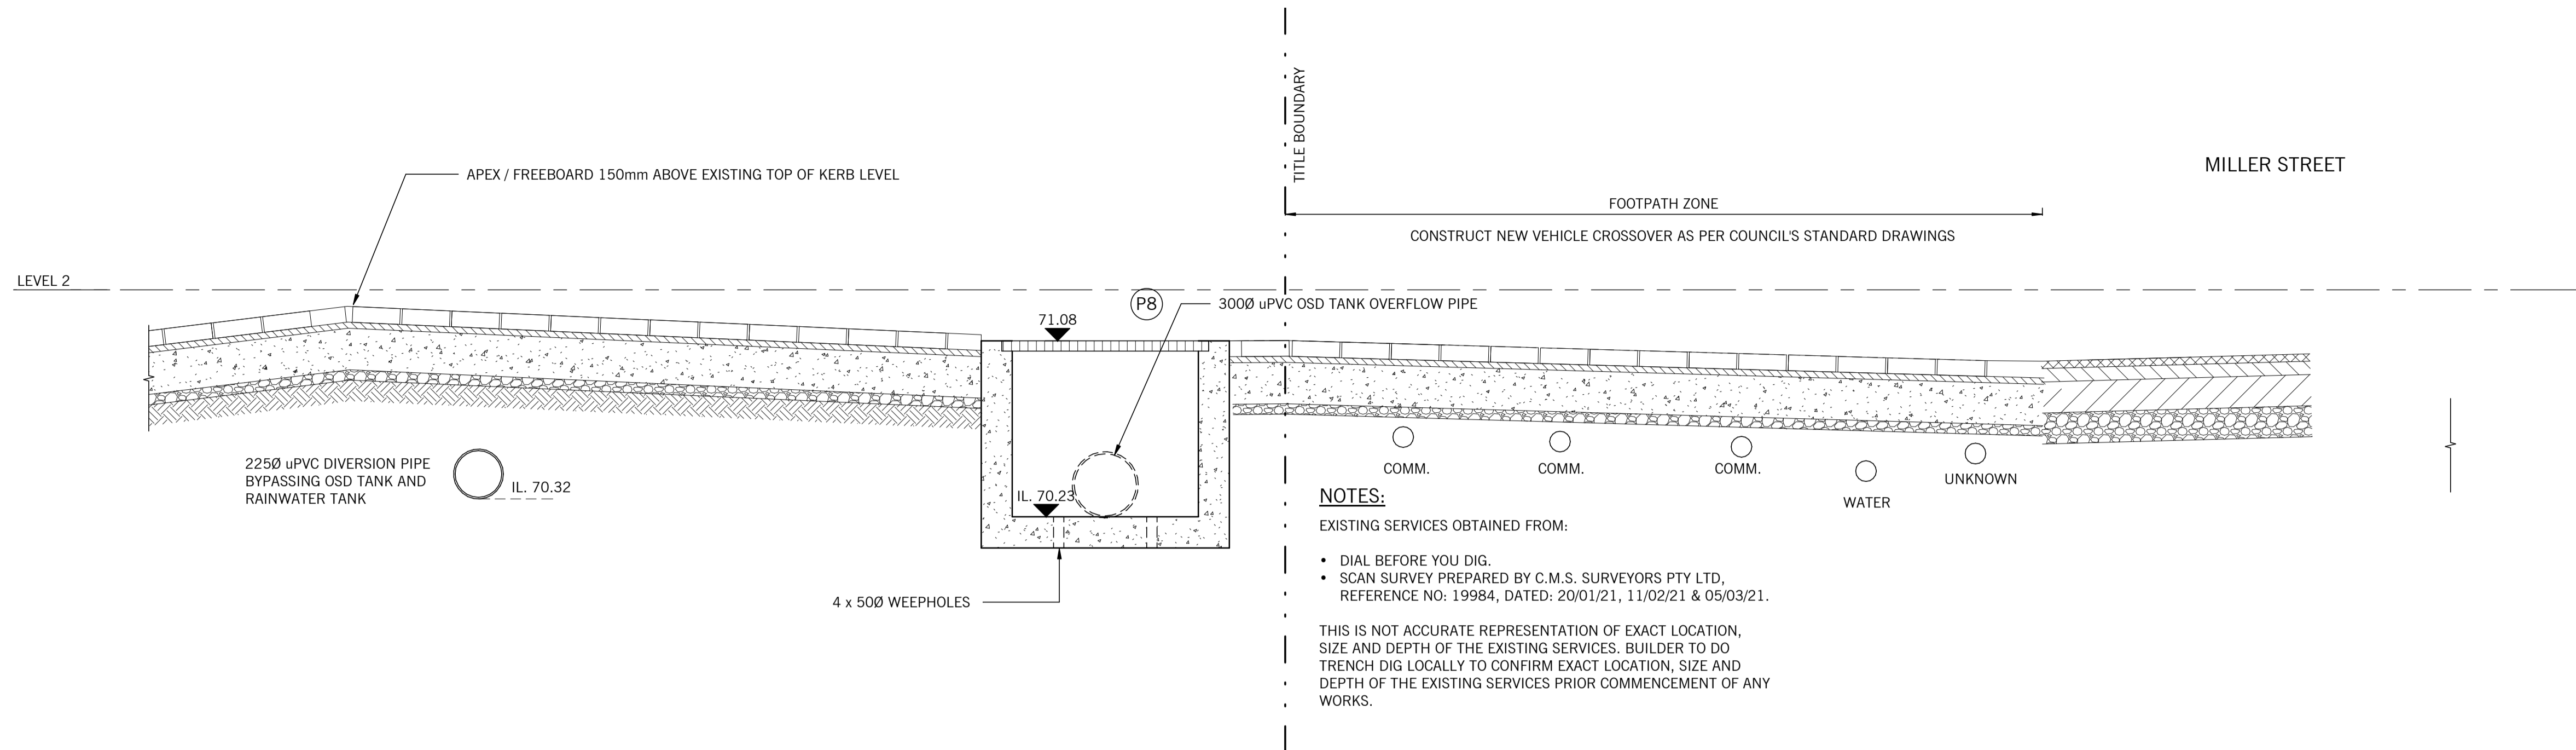 TITLE BOUNDARY
MILLER STREET
APEX / FREEBOARD 150mm ABOVE EXISTING TOP OF KERB LEVEL
FOOTPATH ZONE
CONSTRUCT NEW VEHICLE CROSSOVER AS PER COUNCIL'S STANDARD DRAWINGS
LEVEL 2
P8
300Ø uPVC OSD TANK OVERFLOW PIPE
71.08
225Ø uPVC DIVERSION PIPE
BYPASSING OSD TANK AND
RAINWATER TANK
IL. 70.32
IL. 70.23
COMM.
COMM.
COMM.
WATER
UNKNOWN
4 x 50Ø WEEPHOLES
NOTES:
EXISTING SERVICES OBTAINED FROM:
• DIAL BEFORE YOU DIG.
• SCAN SURVEY PREPARED BY C.M.S. SURVEYORS PTY LTD,
REFERENCE NO: 19984, DATED: 20/01/21, 11/02/21 & 05/03/21.
THIS IS NOT ACCURATE REPRESENTATION OF EXACT LOCATION,
SIZE AND DEPTH OF THE EXISTING SERVICES. BUILDER TO DO
TRENCH DIG LOCALLY TO CONFIRM EXACT LOCATION, SIZE AND
DEPTH OF THE EXISTING SERVICES PRIOR COMMENCEMENT OF ANY
WORKS.